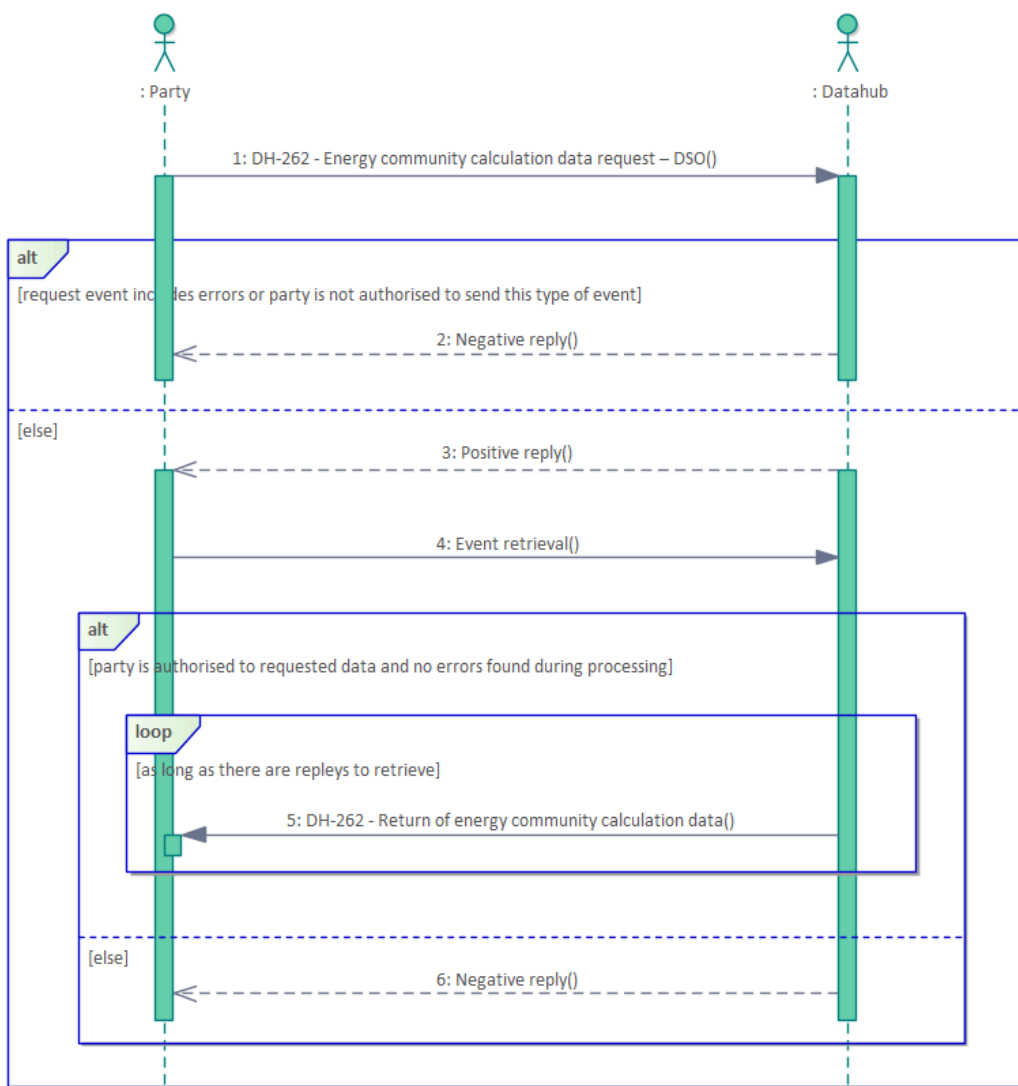 : Party
: Datahub
1: DH-262 - Energy community calculation data request – DSO()
alt
[request event includes errors or party is not authorised to send this type of event]
2: Negative reply()
[else]
3: Positive reply()
4: Event retrieval()
alt
[party is authorised to requested data and no errors found during processing]
loop
[as long as there are repleys to retrieve]
5: DH-262 - Return of energy community calculation data()
[else]
6: Negative reply()